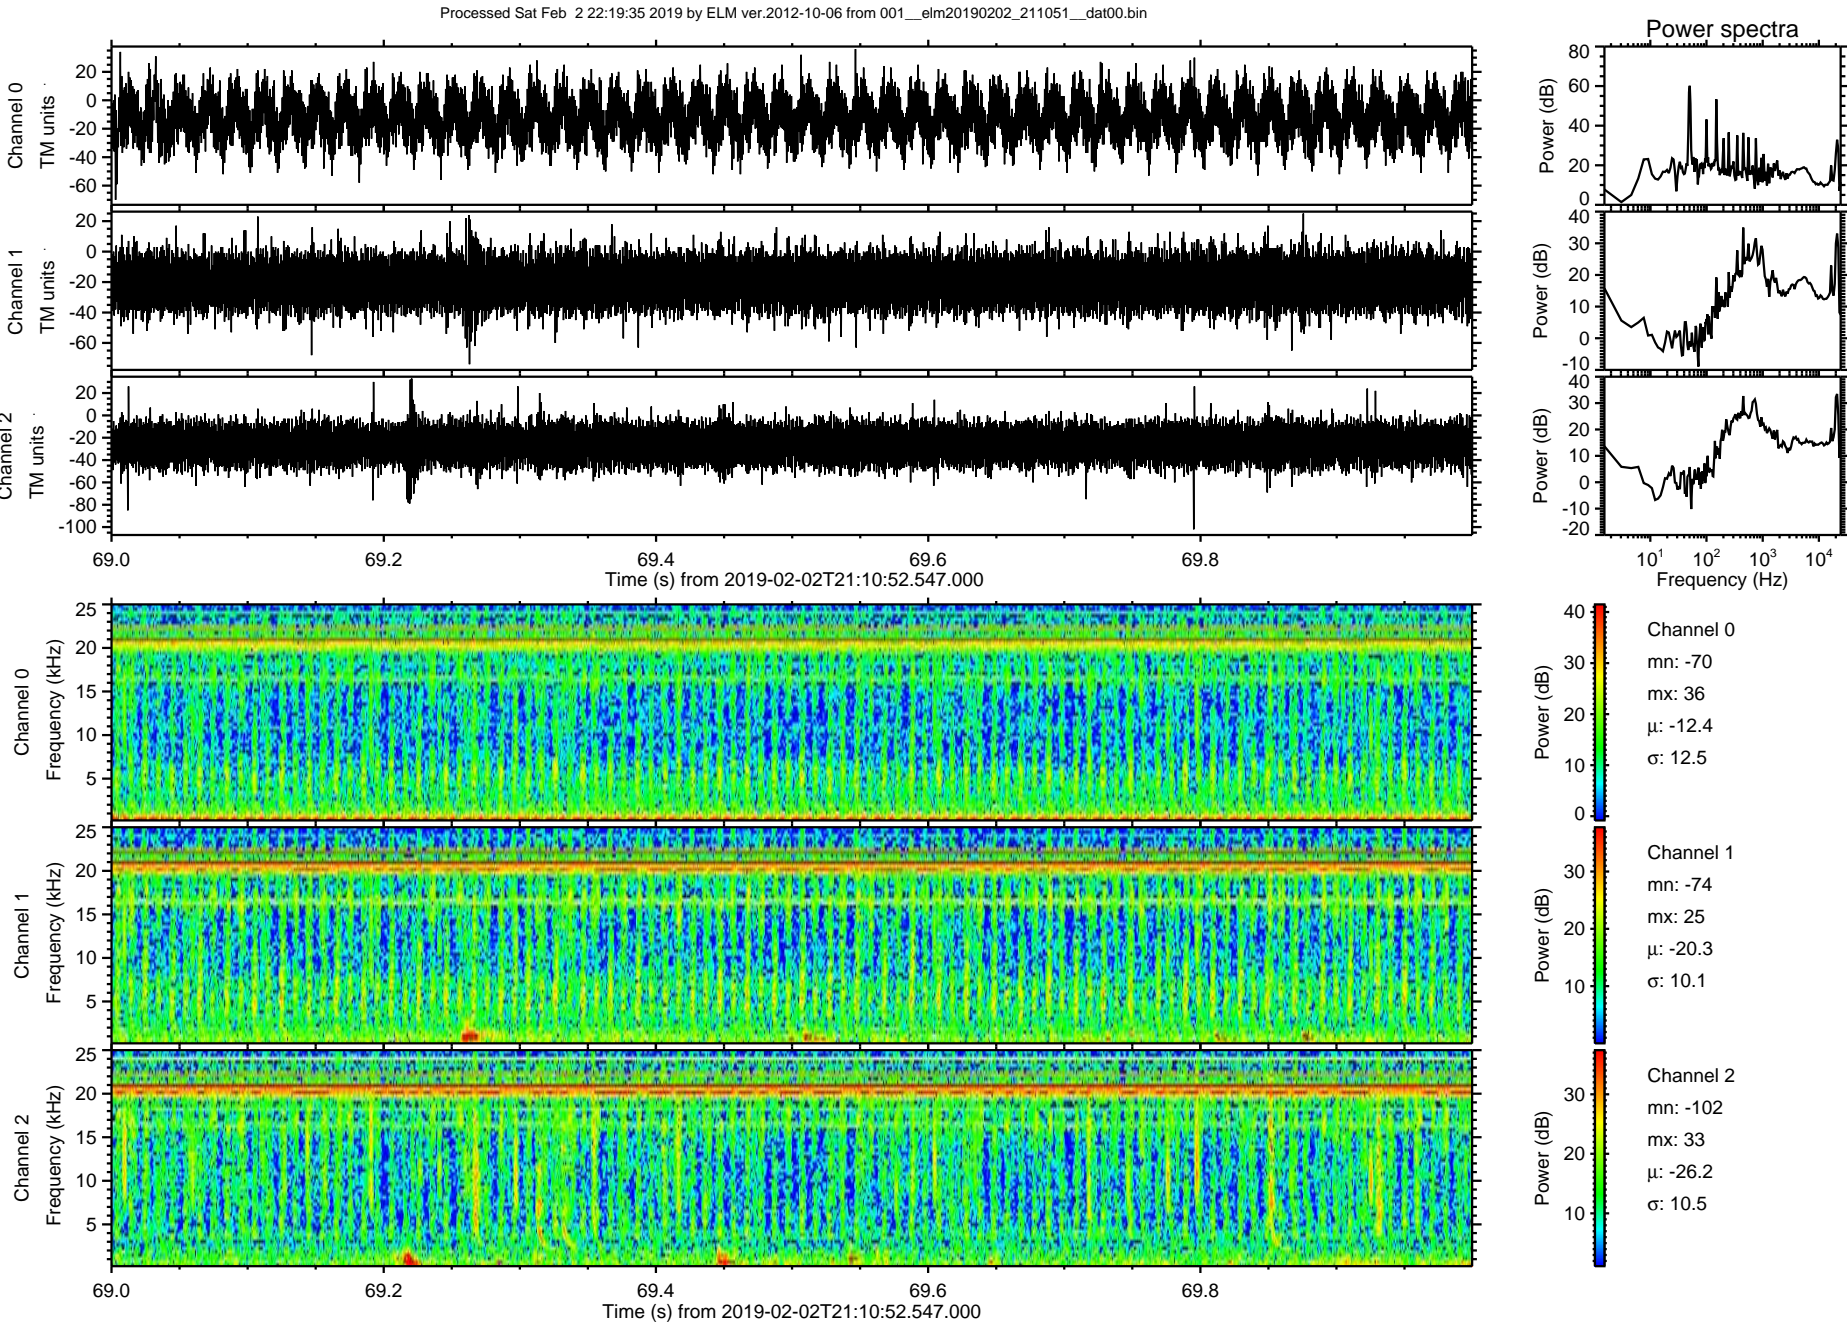 Processed Sat Feb  2 22:19:35 2019 by ELM ver.2012-10-06 from 001__elm20190202_211051__dat00.bin
Power spectra
Channel 0
TM units
20
0
-20
-40
-60
Power (dB)
80
60
40
20
0
Channel 1
TM units
20
0
-20
-40
-60
Power (dB)
40
30
20
10
0
-10
Channel 2
TM units
20
0
-20
-40
-60
-80
-100
Power (dB)
40
30
20
10
0
-10
-20
69.0 69.2 69.4 69.6 69.8
Time (s) from 2019-02-02T21:10:52.547.000
10^1 10^2 10^3 10^4
Frequency (Hz)
Channel 0
Frequency (kHz)
25
20
15
10
5
Power (dB)
40
30
20
10
0
Channel 0
mn: -70
mx: 36
μ: -12.4
σ: 12.5
Channel 1
Frequency (kHz)
25
20
15
10
5
Power (dB)
30
20
10
Channel 1
mn: -74
mx: 25
μ: -20.3
σ: 10.1
Channel 2
Frequency (kHz)
25
20
15
10
5
Power (dB)
30
20
10
Channel 2
mn: -102
mx: 33
μ: -26.2
σ: 10.5
69.0 69.2 69.4 69.6 69.8
Time (s) from 2019-02-02T21:10:52.547.000